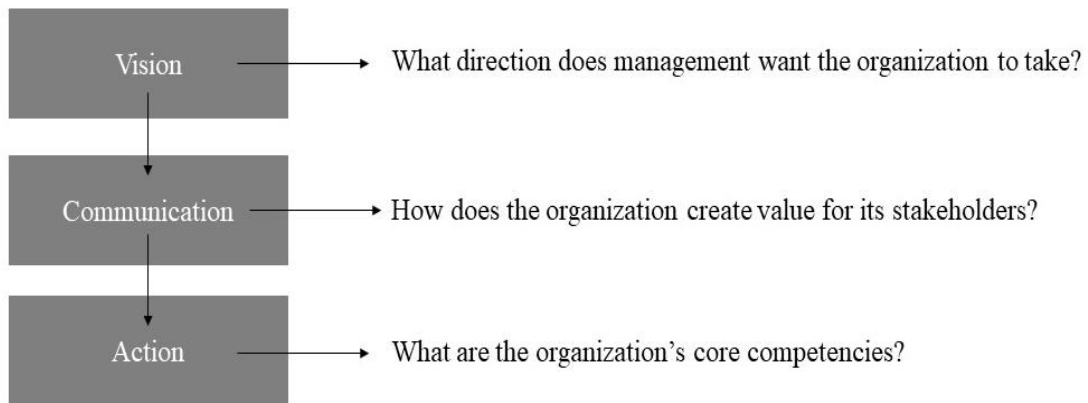 Vision
What direction does management want the organization to take?
Communication
How does the organization create value for its stakeholders?
Action
What are the organization’s core competencies?